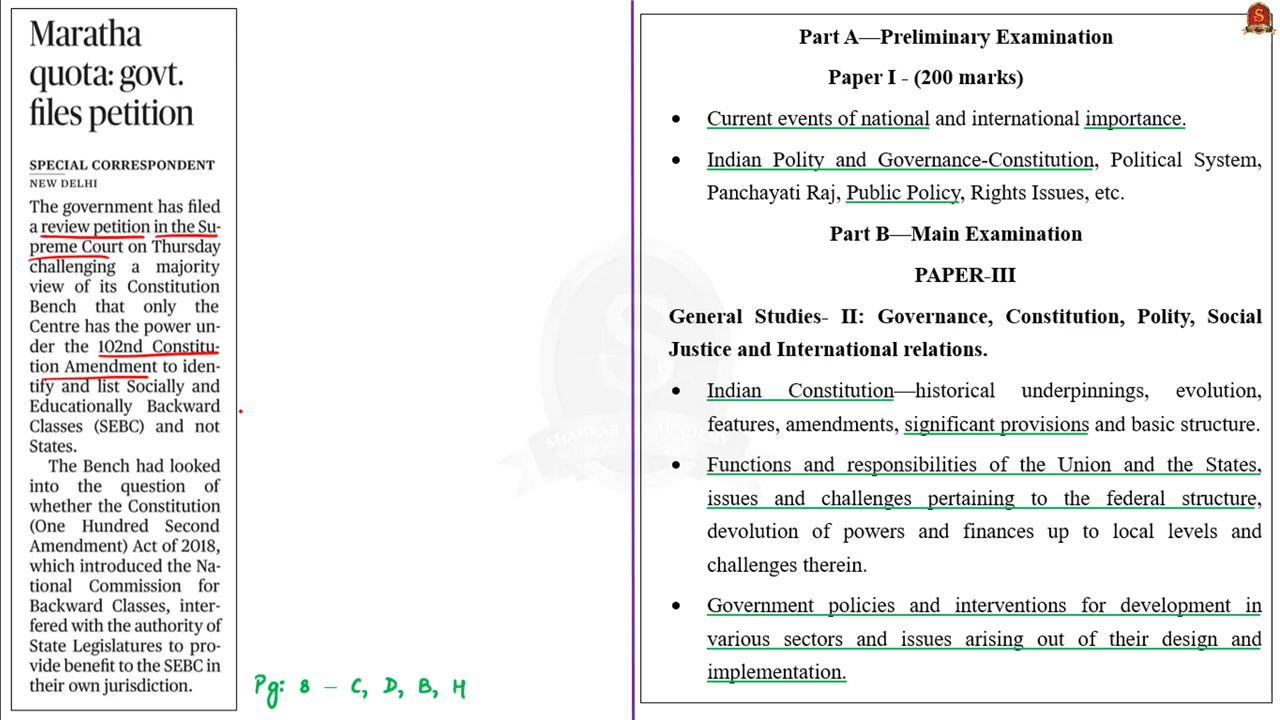 Maratha
quota: govt.
files petition
SPECIAL CORRESPONDENT
NEW DELHI
The government has filed
a review petition in the Su-
preme Court on Thursday
challenging a majority
view of its Constitution
Bench that only the
Centre has the power un-
der the 102nd Constitu-
tion Amendment to iden-
tify and list Socially and
Educationally Backward
Classes (SEBC) and not
States.
The Bench had looked
into the question of
whether the Constitution
(One Hundred Second
Amendment) Act of 2018,
which introduced the Na-
tional Commission for
Backward Classes, inter-
fered with the authority of
State Legislatures to pro-
vide benefit to the SEBC in
their own jurisdiction.
Pg: 8 – C, D, B, H
Part A—Preliminary Examination
Paper I - (200 marks)
• Current events of national and international importance.
• Indian Polity and Governance-Constitution, Political System,
Panchayati Raj, Public Policy, Rights Issues, etc.
Part B—Main Examination
PAPER-III
General Studies- II: Governance, Constitution, Polity, Social
Justice and International relations.
• Indian Constitution—historical underpinnings, evolution,
features, amendments, significant provisions and basic structure.
• Functions and responsibilities of the Union and the States,
issues and challenges pertaining to the federal structure,
devolution of powers and finances up to local levels and
challenges therein.
• Government policies and interventions for development in
various sectors and issues arising out of their design and
implementation.